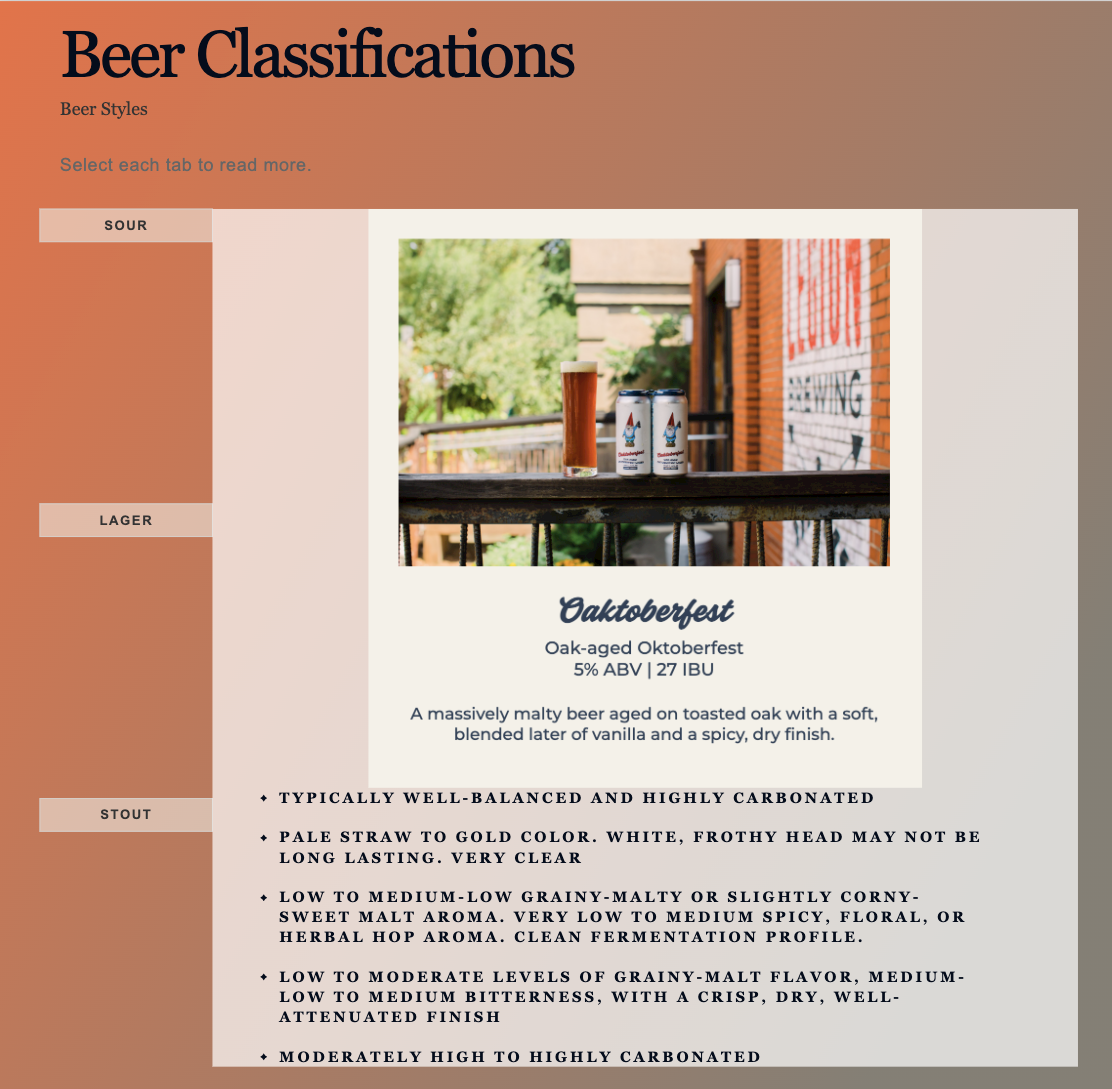 Beer Classifications
Beer Styles
Select each tab to read more.
SOUR
LAGER
STOUT
LEGION
BREWING
Oaktoberfest
Oaktoberfest
Oaktoberfest
Oak-aged Oktoberfest
5% ABV | 27 IBU
A massively malty beer aged on toasted oak with a soft,
blended later of vanilla and a spicy, dry finish.
✦ TYPICALLY WELL-BALANCED AND HIGHLY CARBONATED
✦ PALE STRAW TO GOLD COLOR. WHITE, FROTHY HEAD MAY NOT BE
LONG LASTING. VERY CLEAR
✦ LOW TO MEDIUM-LOW GRAINY-MALTY OR SLIGHTLY CORNY-
SWEET MALT AROMA. VERY LOW TO MEDIUM SPICY, FLORAL, OR
HERBAL HOP AROMA. CLEAN FERMENTATION PROFILE.
✦ LOW TO MODERATE LEVELS OF GRAINY-MALT FLAVOR, MEDIUM-
LOW TO MEDIUM BITTERNESS, WITH A CRISP, DRY, WELL-
ATTENUATED FINISH
✦ MODERATELY HIGH TO HIGHLY CARBONATED